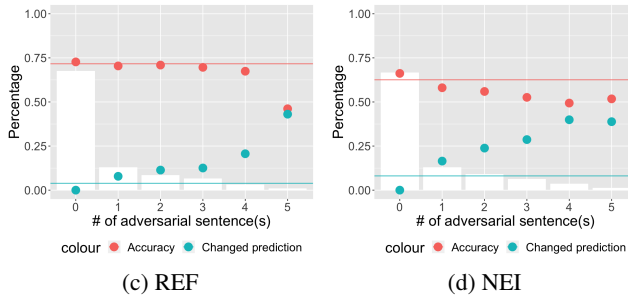 1.00
0.75
0.50
0.25
0.00
Percentage
0 1 2 3 4 5
# of adversarial sentence(s)
colour Accuracy Changed prediction
(c) REF
1.00
0.75
0.50
0.25
0.00
Percentage
0 1 2 3 4 5
# of adversarial sentence(s)
colour Accuracy Changed prediction
(d) NEI